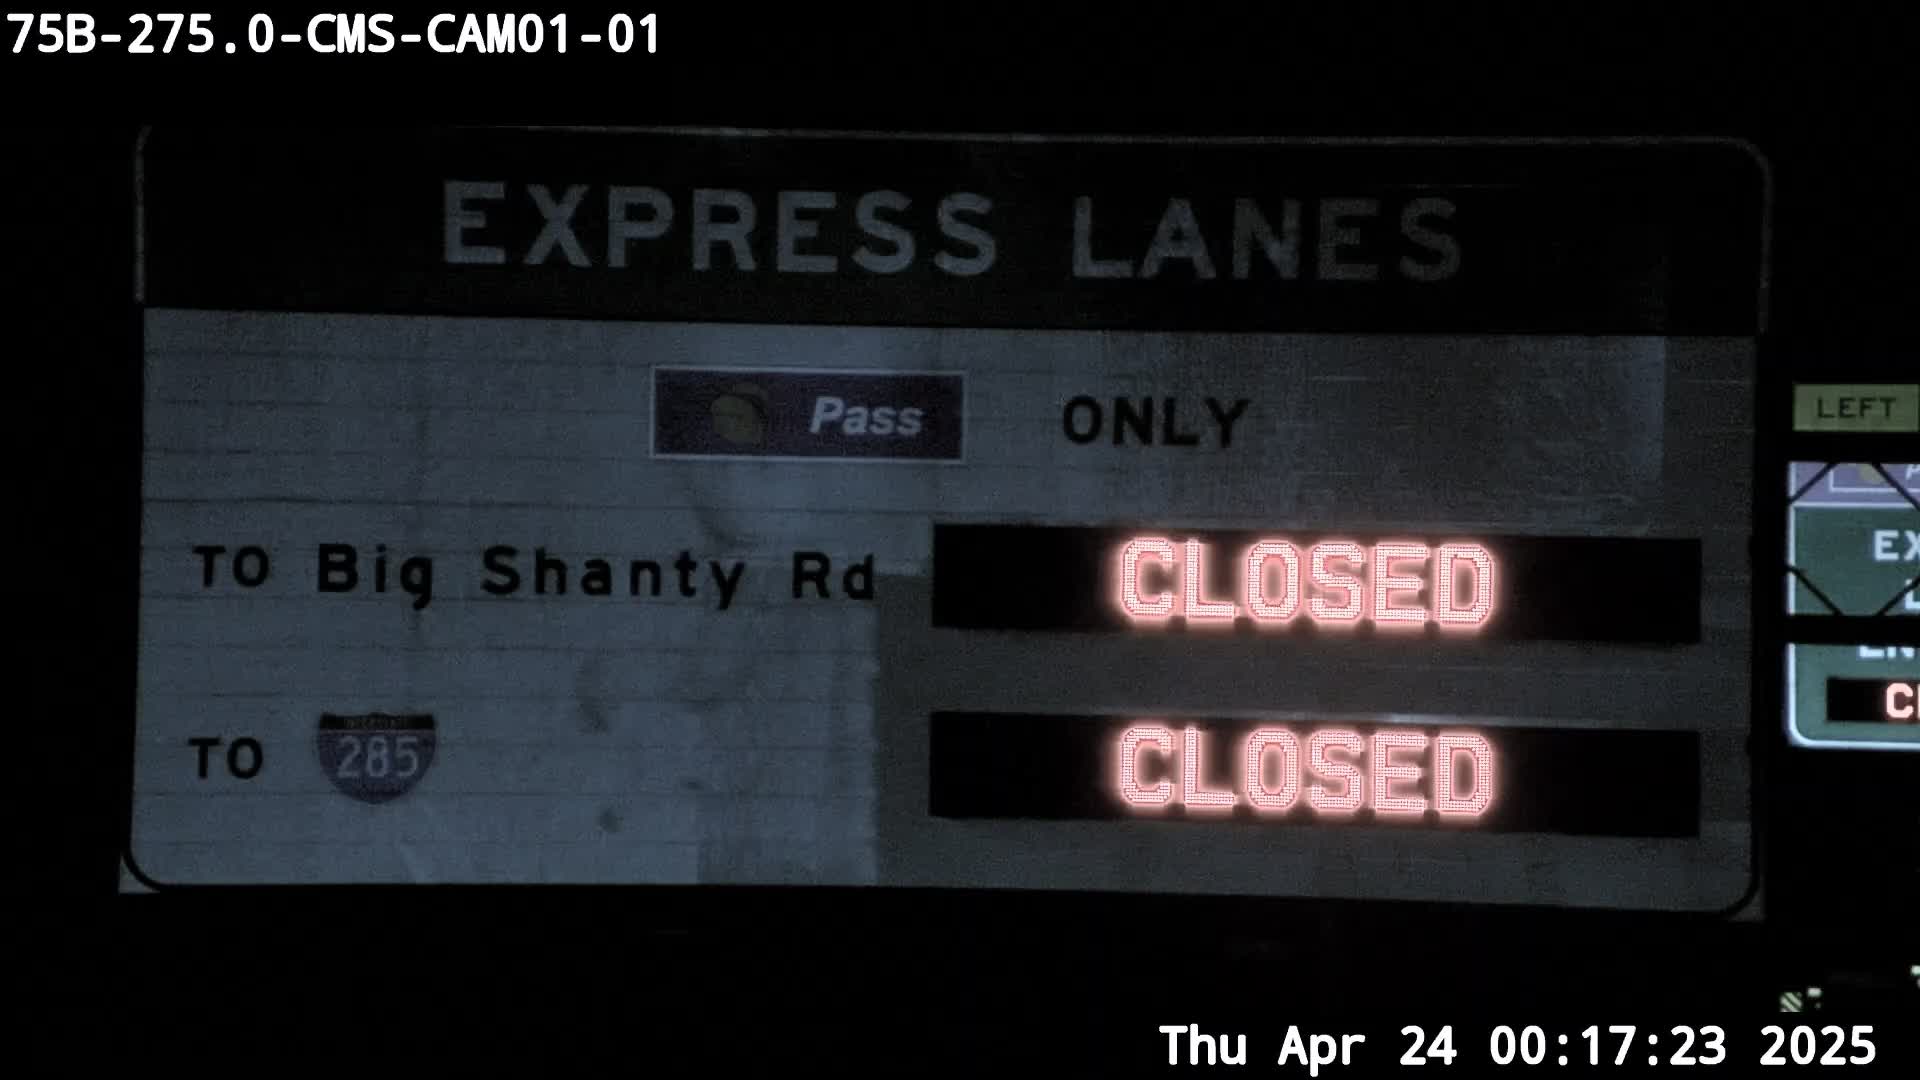 75B-275.0-CMS-CAM01-01
EXPRESS LANES
Pass ONLY
TO Big Shanty Rd CLOSED
TO INTERSTATE 285 CLOSED
LEFT
Thu Apr 24 00:17:23 2025